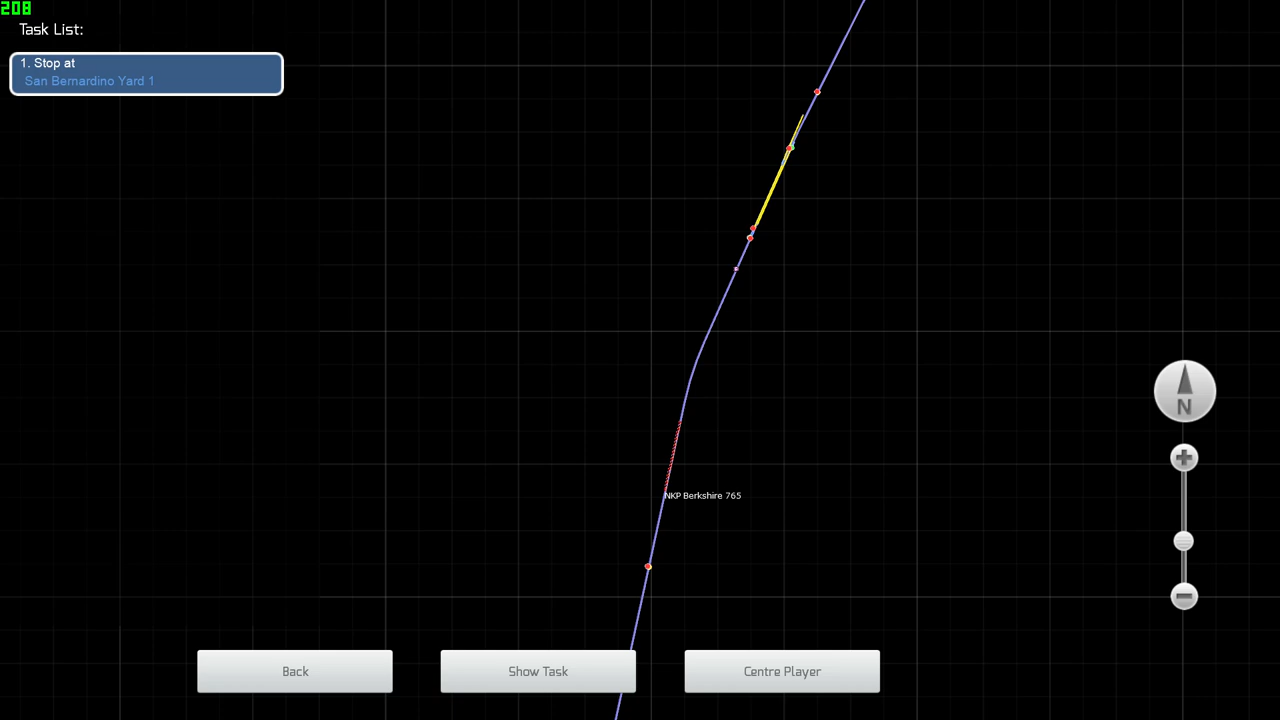 208
Task List:
1. Stop at
San Bernardino Yard 1
NKP Berkshire 765
N
Back
Show Task
Centre Player